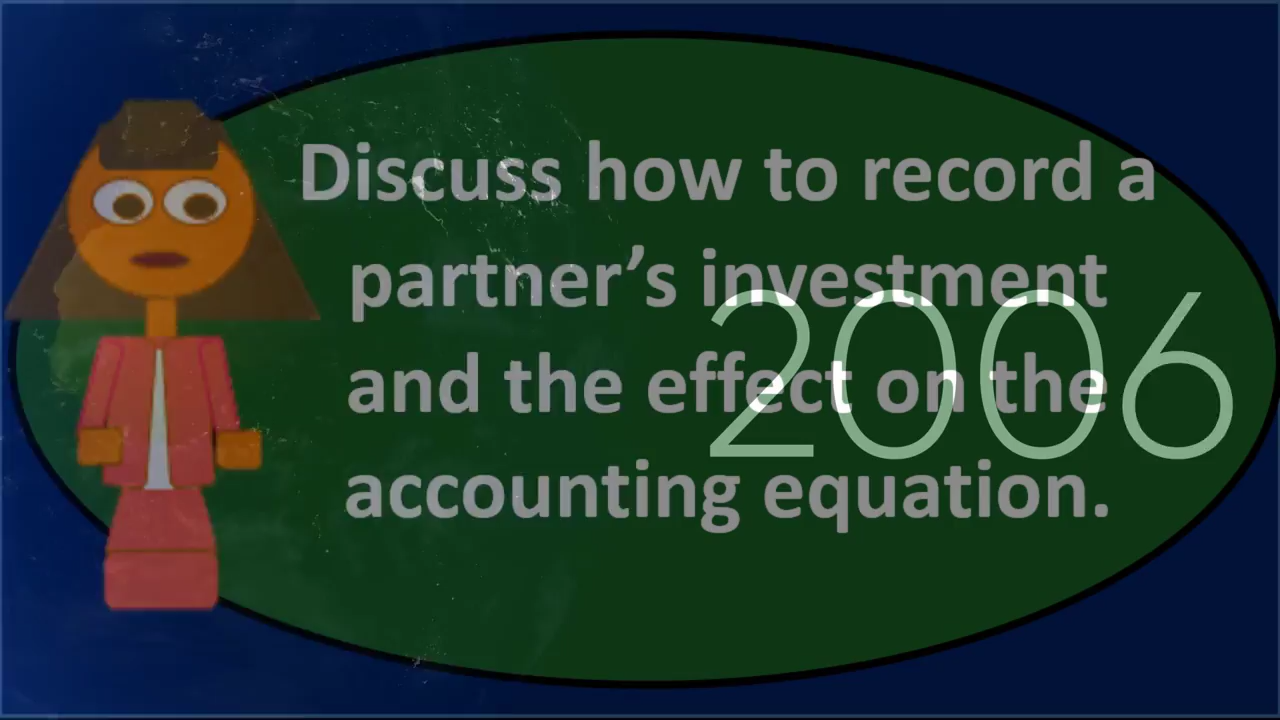 Discuss how to record a
partner’s investment
2006
and the effect on the
accounting equation.